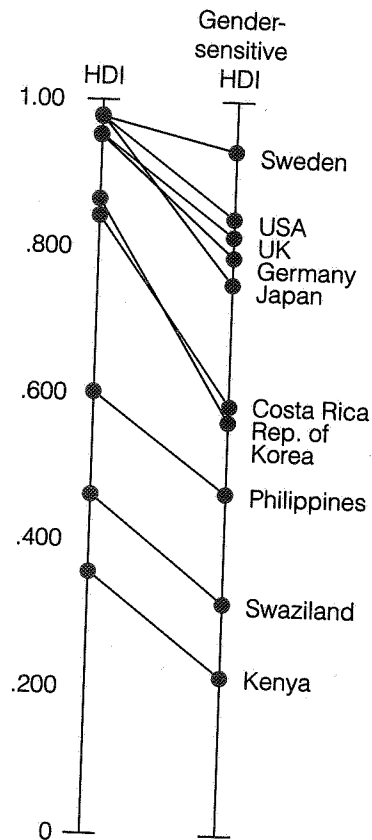 Gender-
sensitive
HDI
HDI
1.00
.800
.600
.400
.200
0
Sweden
USA
UK
Germany
Japan
Costa Rica
Rep. of
Korea
Philippines
Swaziland
Kenya